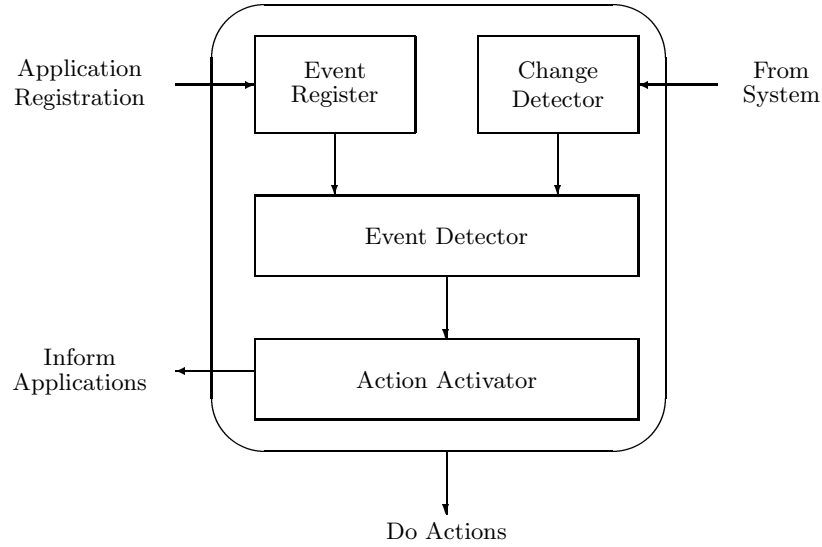 Application
Registration
Event
Register
Change
Detector
From
System
Event Detector
Inform
Applications
Action Activator
Do Actions